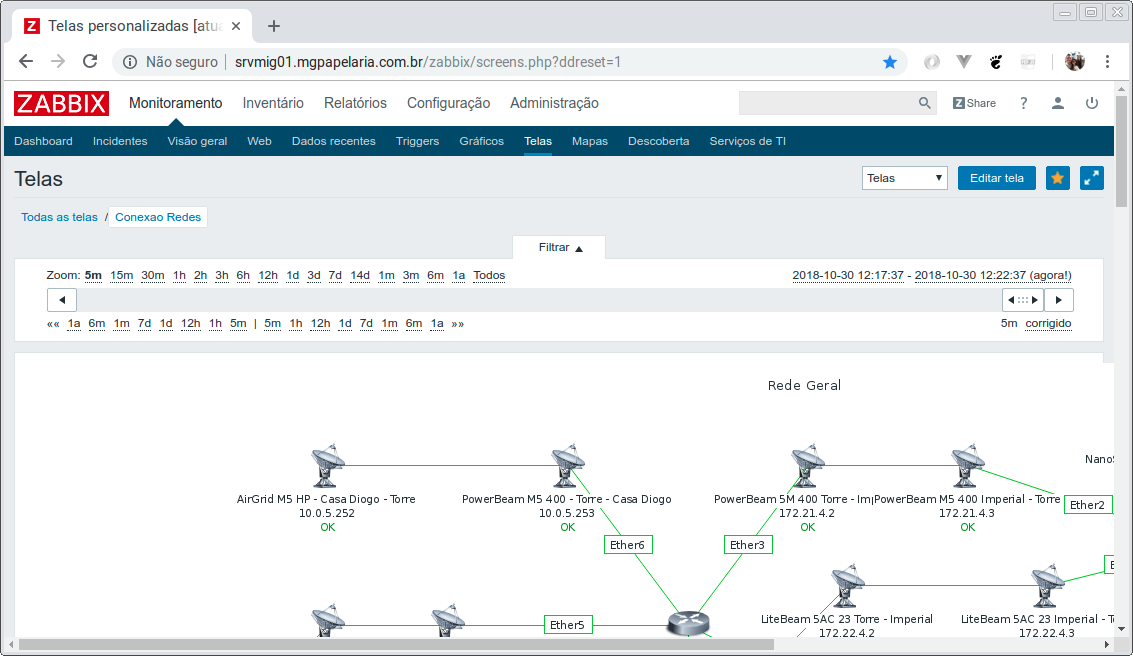 Z Telas personalizadas [atua
Não seguro srvmig01.mgpapelaria.com.br/zabbix/screens.php?ddreset=1
ZABBIX Monitoramento Inventário Relatórios Configuração Administração Z Share ?
Dashboard Incidentes Visão geral Web Dados recentes Triggers Gráficos Telas Mapas Descoberta Serviços de TI
Telas Telas Editar tela
Todas as telas / Conexao Redes
Filtrar
Zoom: 5m 15m 30m 1h 2h 3h 6h 12h 1d 3d 7d 14d 1m 3m 6m 1a Todos 2018-10-30 12:17:37 - 2018-10-30 12:22:37 (agora!)
«« 1a 6m 1m 7d 1d 12h 1h 5m | 5m 1h 12h 1d 7d 1m 6m 1a »» 5m corrigido
Rede Geral
NanoS
AirGrid M5 HP - Casa Diogo - Torre PowerBeam M5 400 - Torre - Casa Diogo PowerBeam 5M 400 Torre - Imp PowerBeam M5 400 Imperial - Torre
10.0.5.252 10.0.5.253 172.21.4.2 172.21.4.3
Ether2
OK OK OK OK
Ether6 Ether3
LiteBeam 5AC 23 Torre - Imperial LiteBeam 5AC 23 Imperial - T
Ether5
172.22.4.2 172.22.4.3